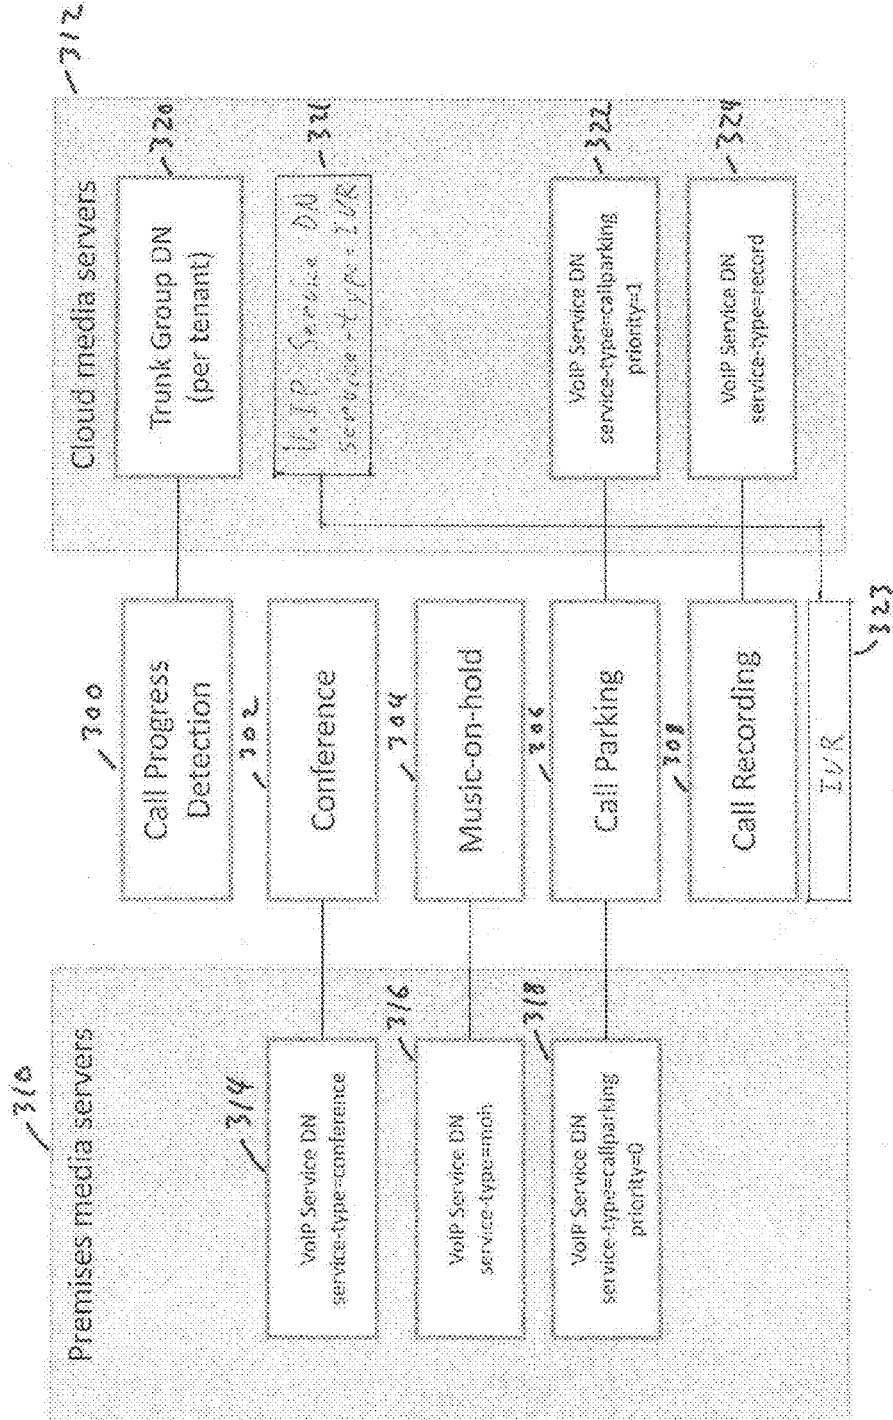 310
Premises media servers
314
VoIP Service DN
service-type=conference
316
VoIP Service DN
service-type=moh
318
VoIP Service DN
service-type=callparking
priority=0
300
Call Progress
Detection
302
Conference
304
Music-on-hold
306
Call Parking
308
Call Recording
IVR
323
312
Cloud media servers
320
Trunk Group DN
(per tenant)
321
VoIP Service DN
Service-type=IVR
322
VoIP Service DN
service-type=callparking
priority=1
324
VoIP Service DN
service-type=record